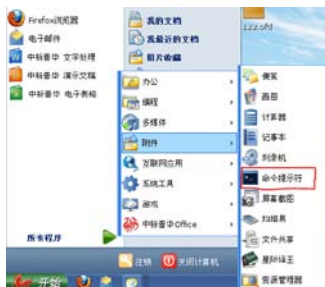 Firefox浏览器
电子邮件
中标普华 文字处理
中标普华 演示文稿
中标普华 电子表格
所有程序
我的文档
我最近的文档
图片收藏
办公
编程
多媒体
附件
互联网应用
系统工具
游戏
中标普华Office
注销
关闭计算机
开始
122.ofd
便笺
画图
计算器
记事本
刻录机
命令提示符
屏幕截图
扫描易
文件共享
星际译王
资源管理器